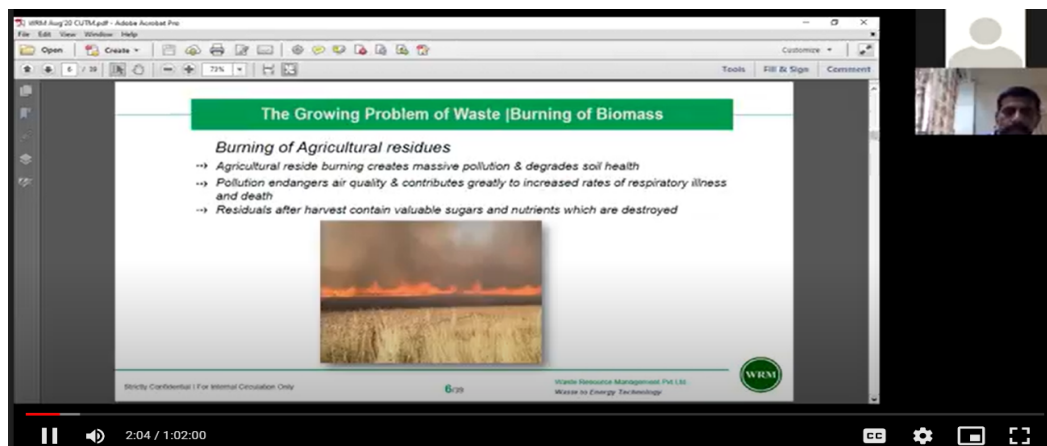 WRM Aug'20 CUTM.pdf - Adobe Acrobat Pro
File Edit View Window Help
Open Create Customize
6 / 39 73% Tools Fill & Sign Comment
The Growing Problem of Waste |Burning of Biomass
Burning of Agricultural residues
⇢ Agricultural reside burning creates massive pollution & degrades soil health
⇢ Pollution endangers air quality & contributes greatly to increased rates of respiratory illness
and death
⇢ Residuals after harvest contain valuable sugars and nutrients which are destroyed
Strictly Confidential | For Internal Circulation Only
6/39
Waste Resource Management Pvt Ltd
Waste to Energy Technology
WRM
2:04 / 1:02:00
CC